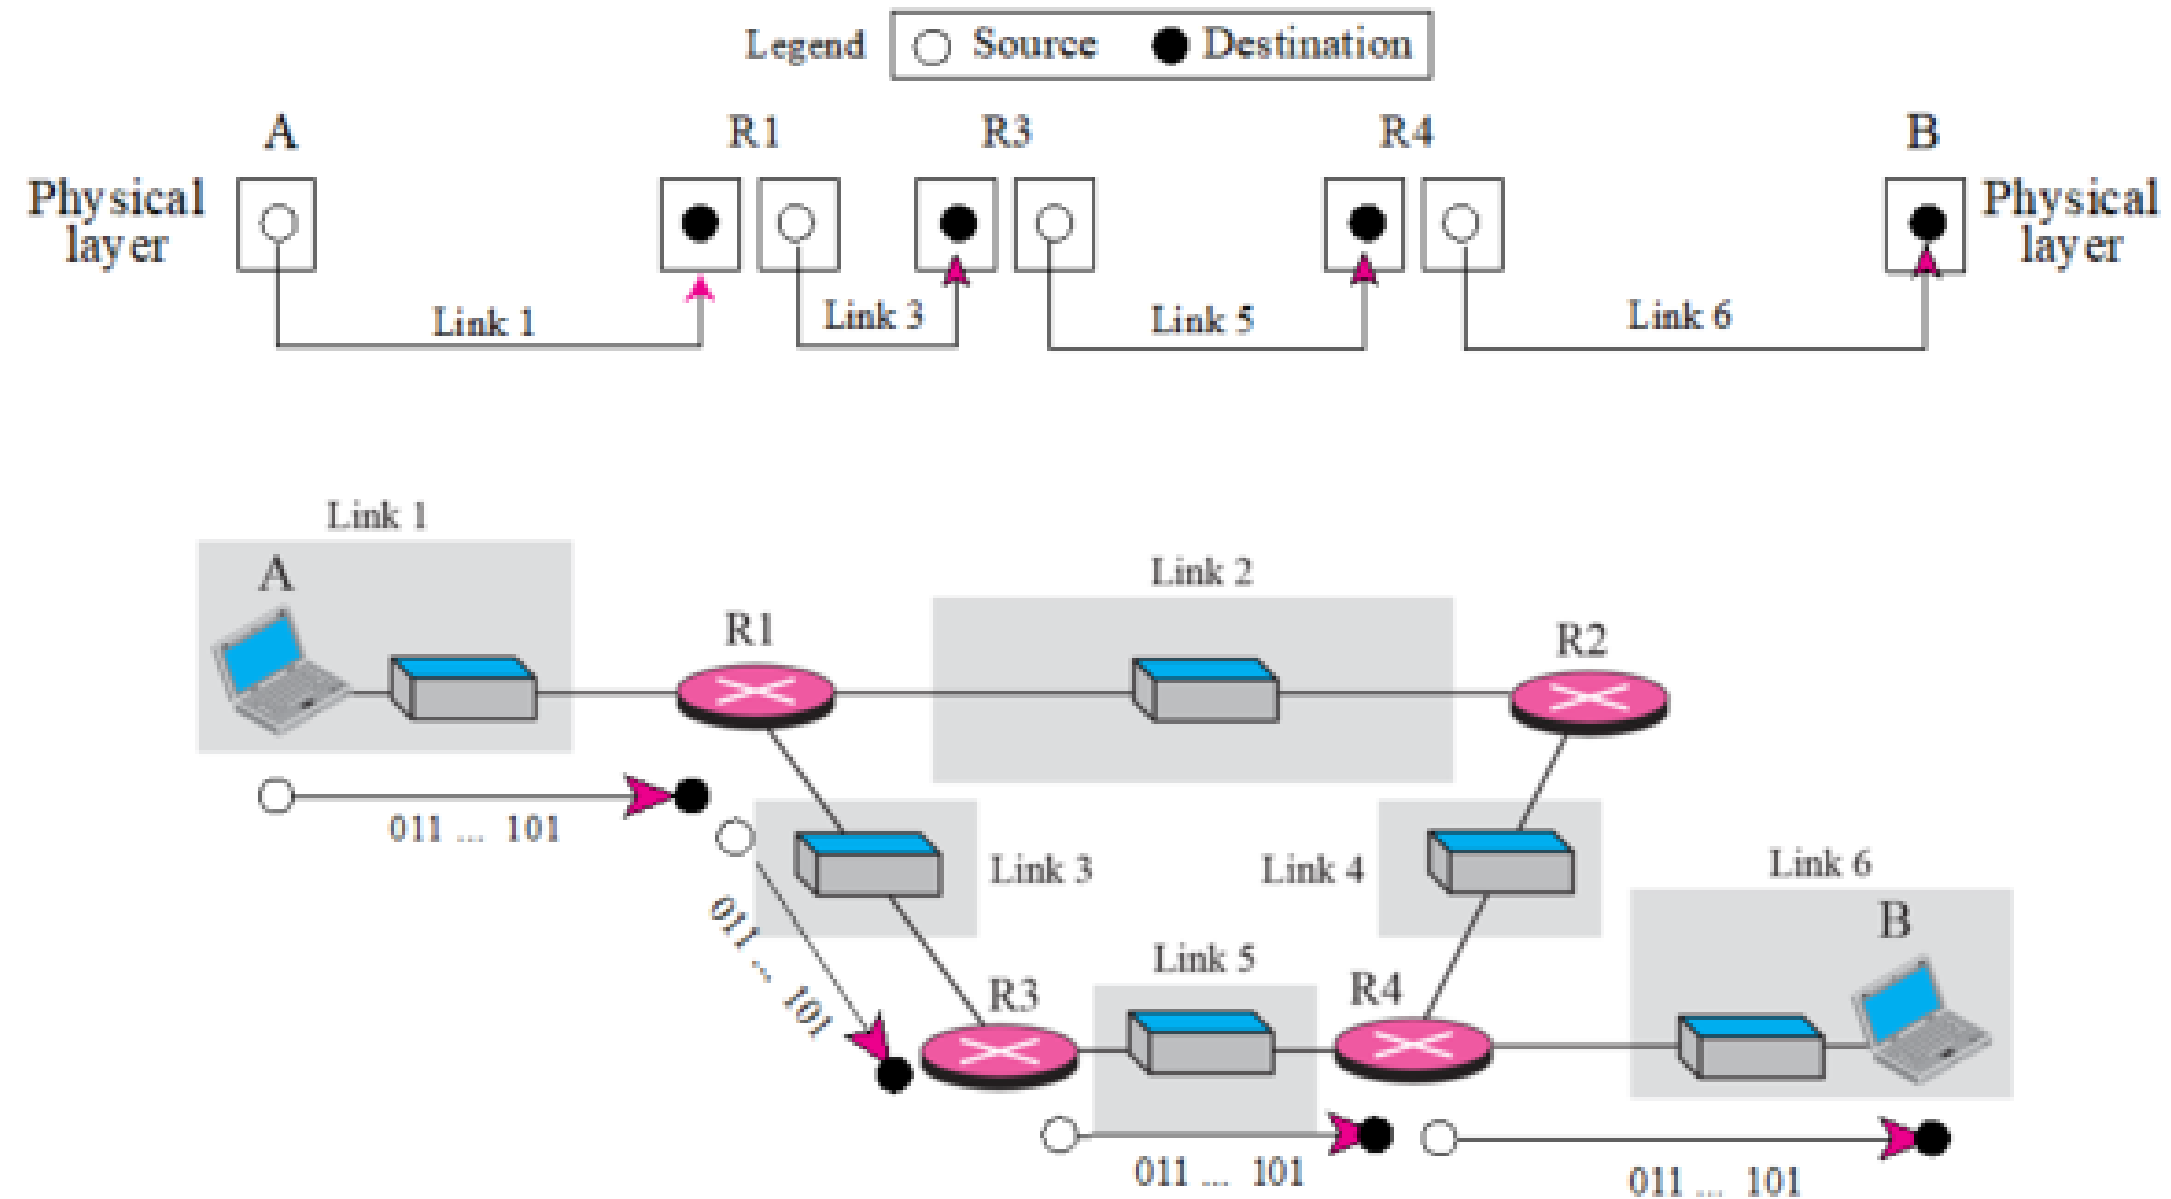 Legend Source Destination
A R1 R3 R4 B
Physical
layer
Physical
layer
Link 1 Link 3 Link 5 Link 6
Link 1
A
Link 2
R1
R2
011 ... 101
Link 3
Link 4
Link 6
B
011 ... 101
Link 5
R3
R4
011 ... 101
011 ... 101